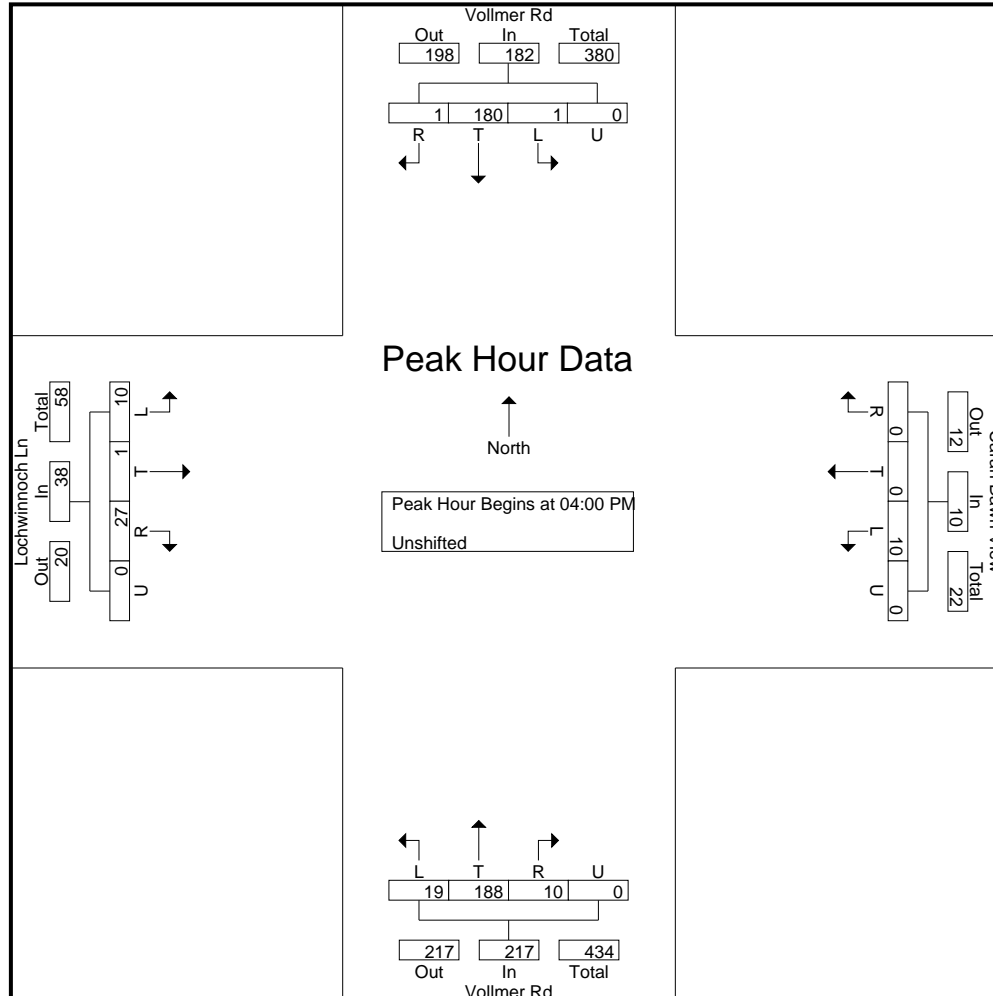 Vollmer Rd
Out In Total
198 182 380
1 180 1 0
R T L U
Peak Hour Data
North
Peak Hour Begins at 04:00 PM
Unshifted
Lochwinnoch Ln
Total In Out
58 38 20
10 1 27 0
L T R U
Out In Total
12 10 22
0 0 10 0
R T L U
L T R U
19 188 10 0
217 217 434
Out In Total
Vollmer Rd